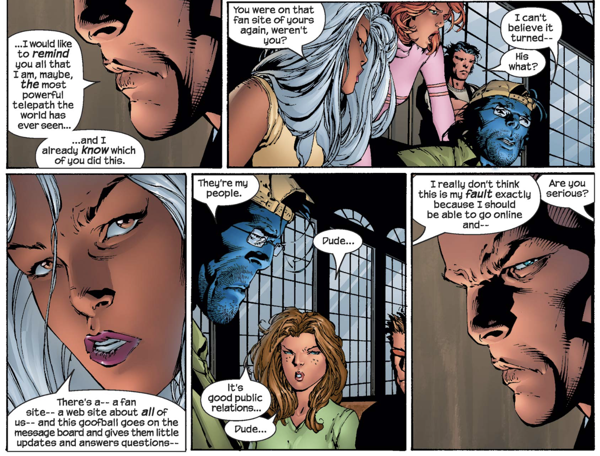 ...I would like
to remind
you all that
I am, maybe,
the most
powerful
telepath
the world
has ever
seen...
...and I
already know which
of you did this.
You were on that
fan site of yours
again, weren't
you?
I can't
believe it
turned--
His
what?
There's a-- a fan
site-- a web site about all of
us-- and this goofball goes on the
message board and gives them little
updates and answers questions--
They're my
people.
Dude...
It's
good public
relations...
Dude...
I really don't think
this is my fault exactly
because I should
be able to go online
and--
Are you
serious?